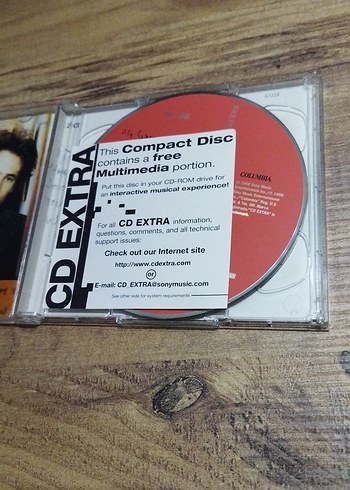 CD EXTRA
This Compact Disc
contains a free
Multimedia portion.
Put this disc in your CD-ROM drive for
an interactive musical experience!
For all CD EXTRA information,
questions, comments, and all technical
support issues:
Check out our Internet site
http://www.cdextra.com
or
E-mail: CD_EXTRA@sonymusic.com
See other side for system requirements
COLUMBIA